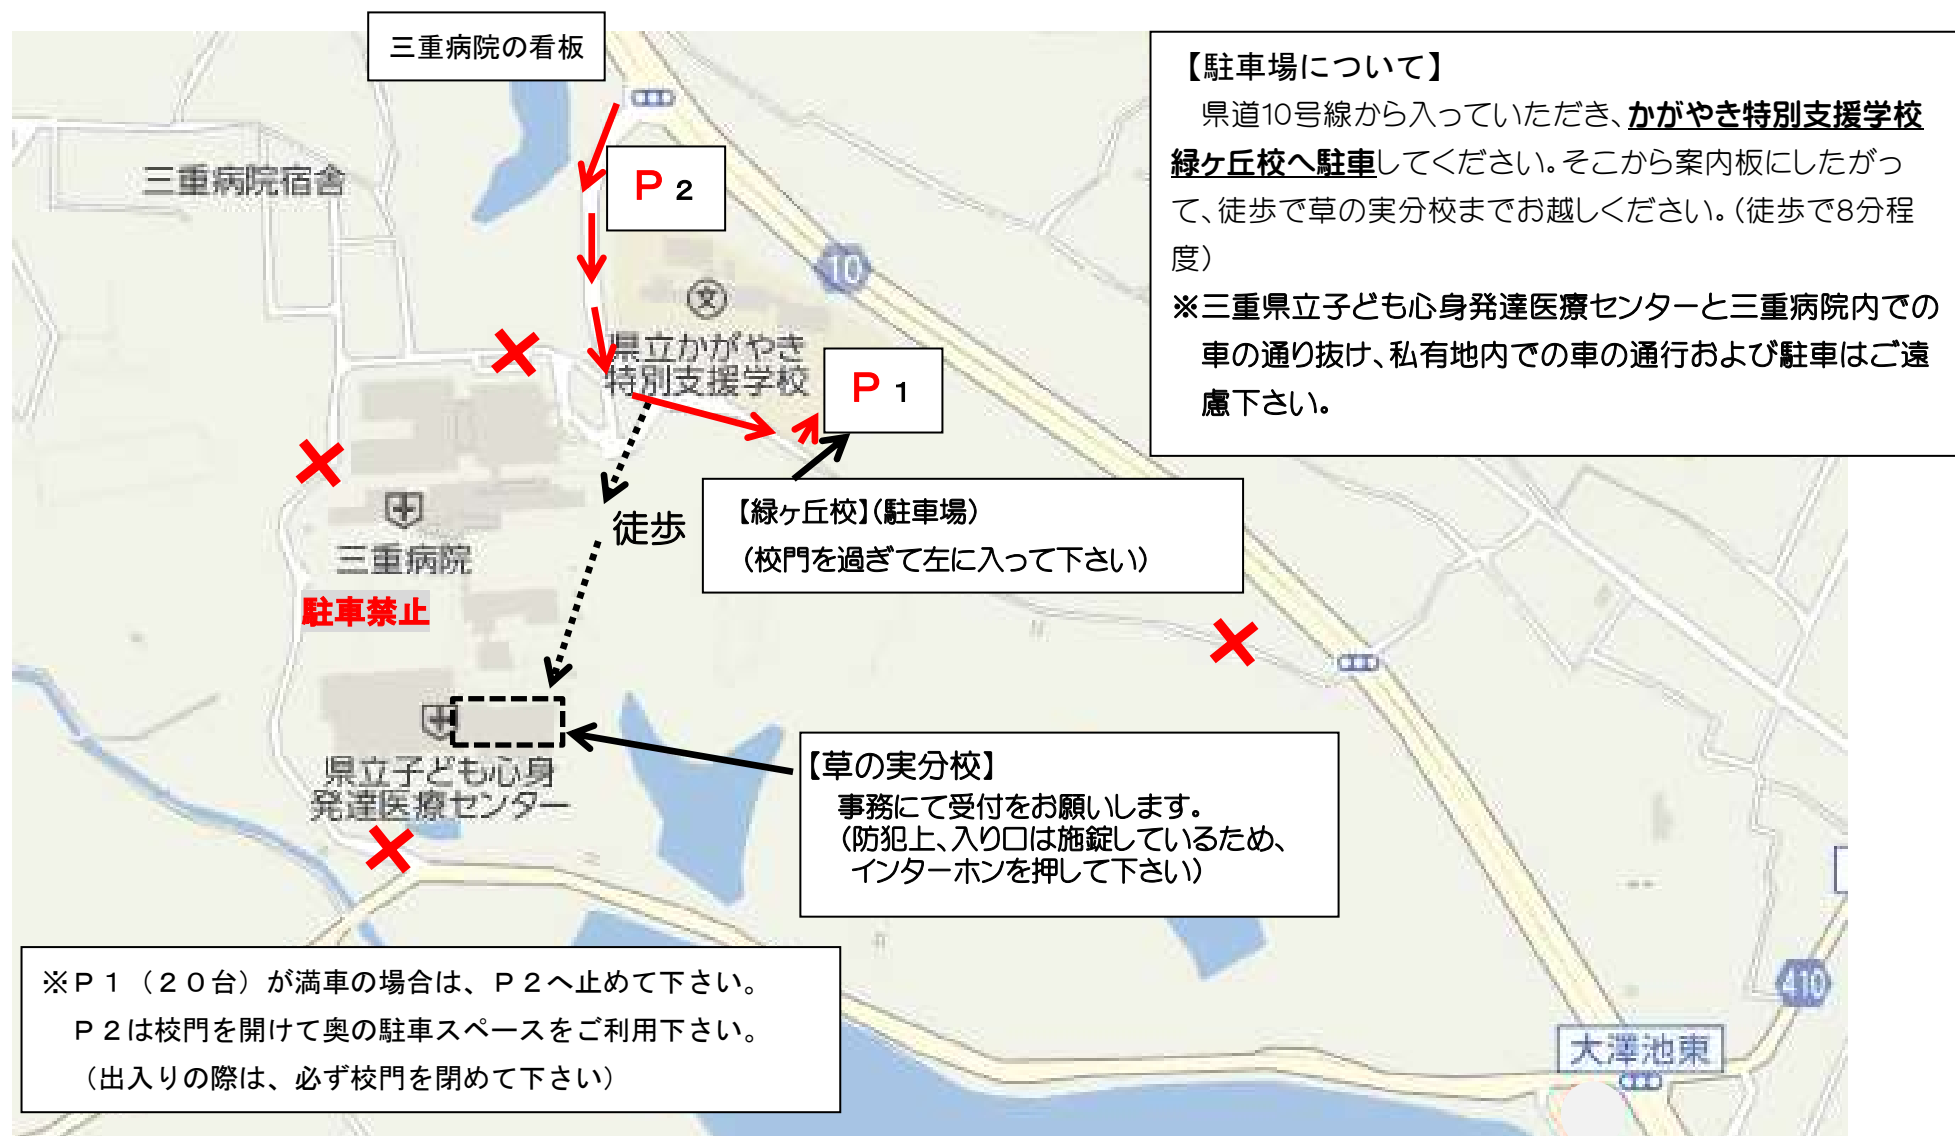 三重病院の看板
【駐車場について】
県道10号線から入っていただき、かがやき特別支援学校
緑ヶ丘校へ駐車してください。そこから案内板にしたがっ
て、徒歩で草の実分校までお越しください。（徒歩で8分程
度）
※三重県立子ども心身発達医療センターと三重病院内での
車の通り抜け、私有地内での車の通行および駐車はご遠
慮下さい。
三重病院宿舎
P 2
10
文
県立かがやき
特別支援学校
P 1
【緑ヶ丘校】（駐車場）
（校門を過ぎて左に入って下さい）
徒歩
三重病院
駐車禁止
県立子ども心身
発達医療センター
【草の実分校】
事務にて受付をお願いします。
（防犯上、入り口は施錠しているため、
インターホンを押して下さい）
※Ｐ１（２０台）が満車の場合は、Ｐ２へ止めて下さい。
Ｐ２は校門を開けて奥の駐車スペースをご利用下さい。
（出入りの際は、必ず校門を閉めて下さい）
410
大澤池東